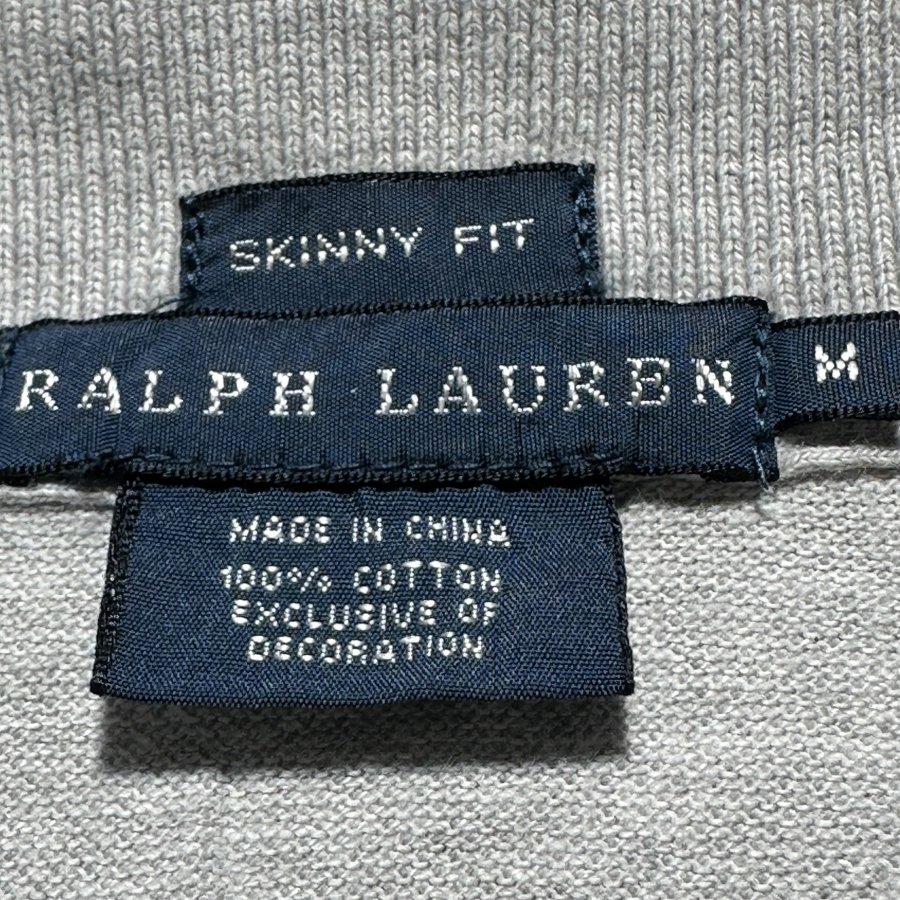 SKINNY FIT
RALPH LAUREN
M
MADE IN CHINA
100% COTTON
EXCLUSIVE OF
DECORATION